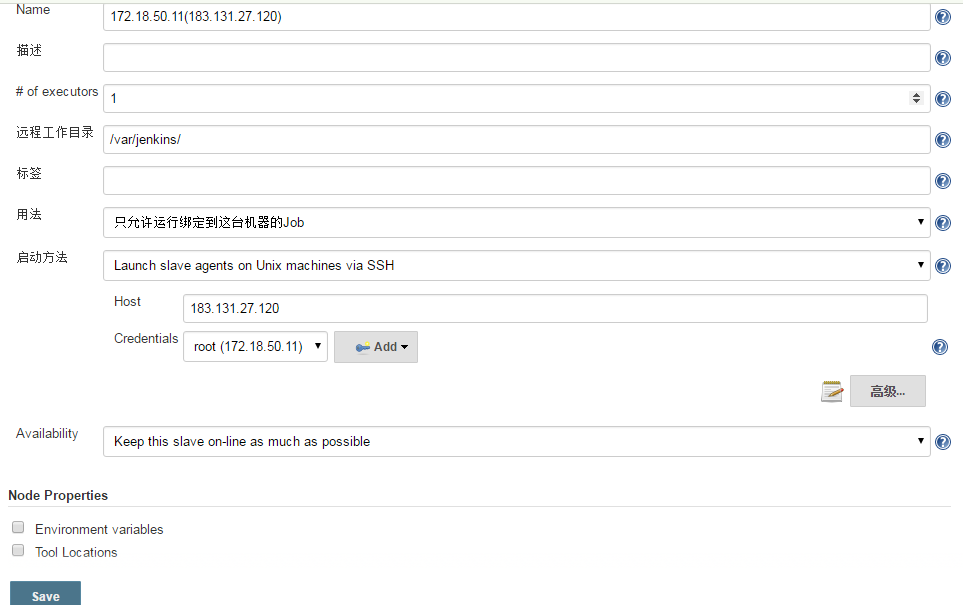 Name 172.18.50.11(183.131.27.120)
描述
# of executors 1
远程工作目录 /var/jenkins/
标签
用法 只允许运行绑定到这台机器的Job
启动方法 Launch slave agents on Unix machines via SSH
Host 183.131.27.120
Credentials root (172.18.50.11) Add
高级...
Availability Keep this slave on-line as much as possible
Node Properties
Environment variables
Tool Locations
Save